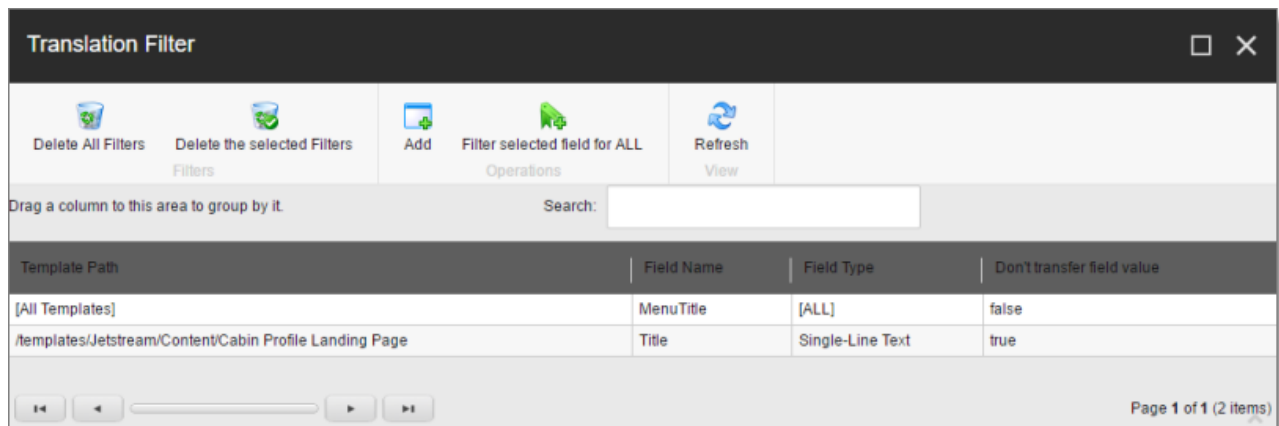 Translation Filter
Delete All Filters Delete the selected Filters Add Filter selected field for ALL Refresh
Filters Operations View
Drag a column to this area to group by it. Search:
Template Path Field Name Field Type Don't transfer field value
[All Templates] MenuTitle [ALL] false
/templates/Jetstream/Content/Cabin Profile Landing Page Title Single-Line Text true
Page 1 of 1 (2 items)